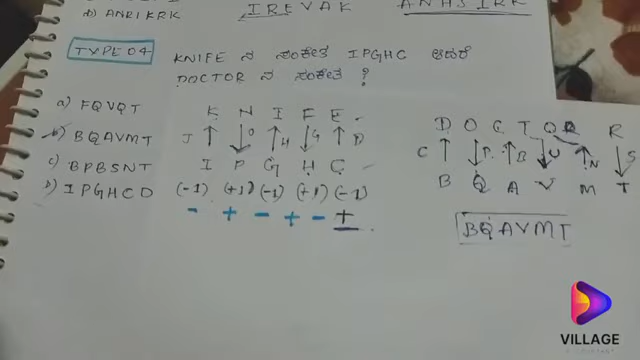 d) ANRIKRK
IREVAK
ANHSIRK
TYPE 04
KNIFE ನ ಸಂಕೇತ IPGHC ಆದರೆ
DOCTOR ನ ಸಂಕೇತ ?
a) FQVQT
b) BQAVMT
c) BPBSNT
D) IPGHCD
K N I F E .
J O H G D
I P G H C
(-1) (+1) (-1) (+1) (-1)
- + - + - +
D O C T O R
C P B U N S
B Q A V M T
BQAVMT
VILLAGE